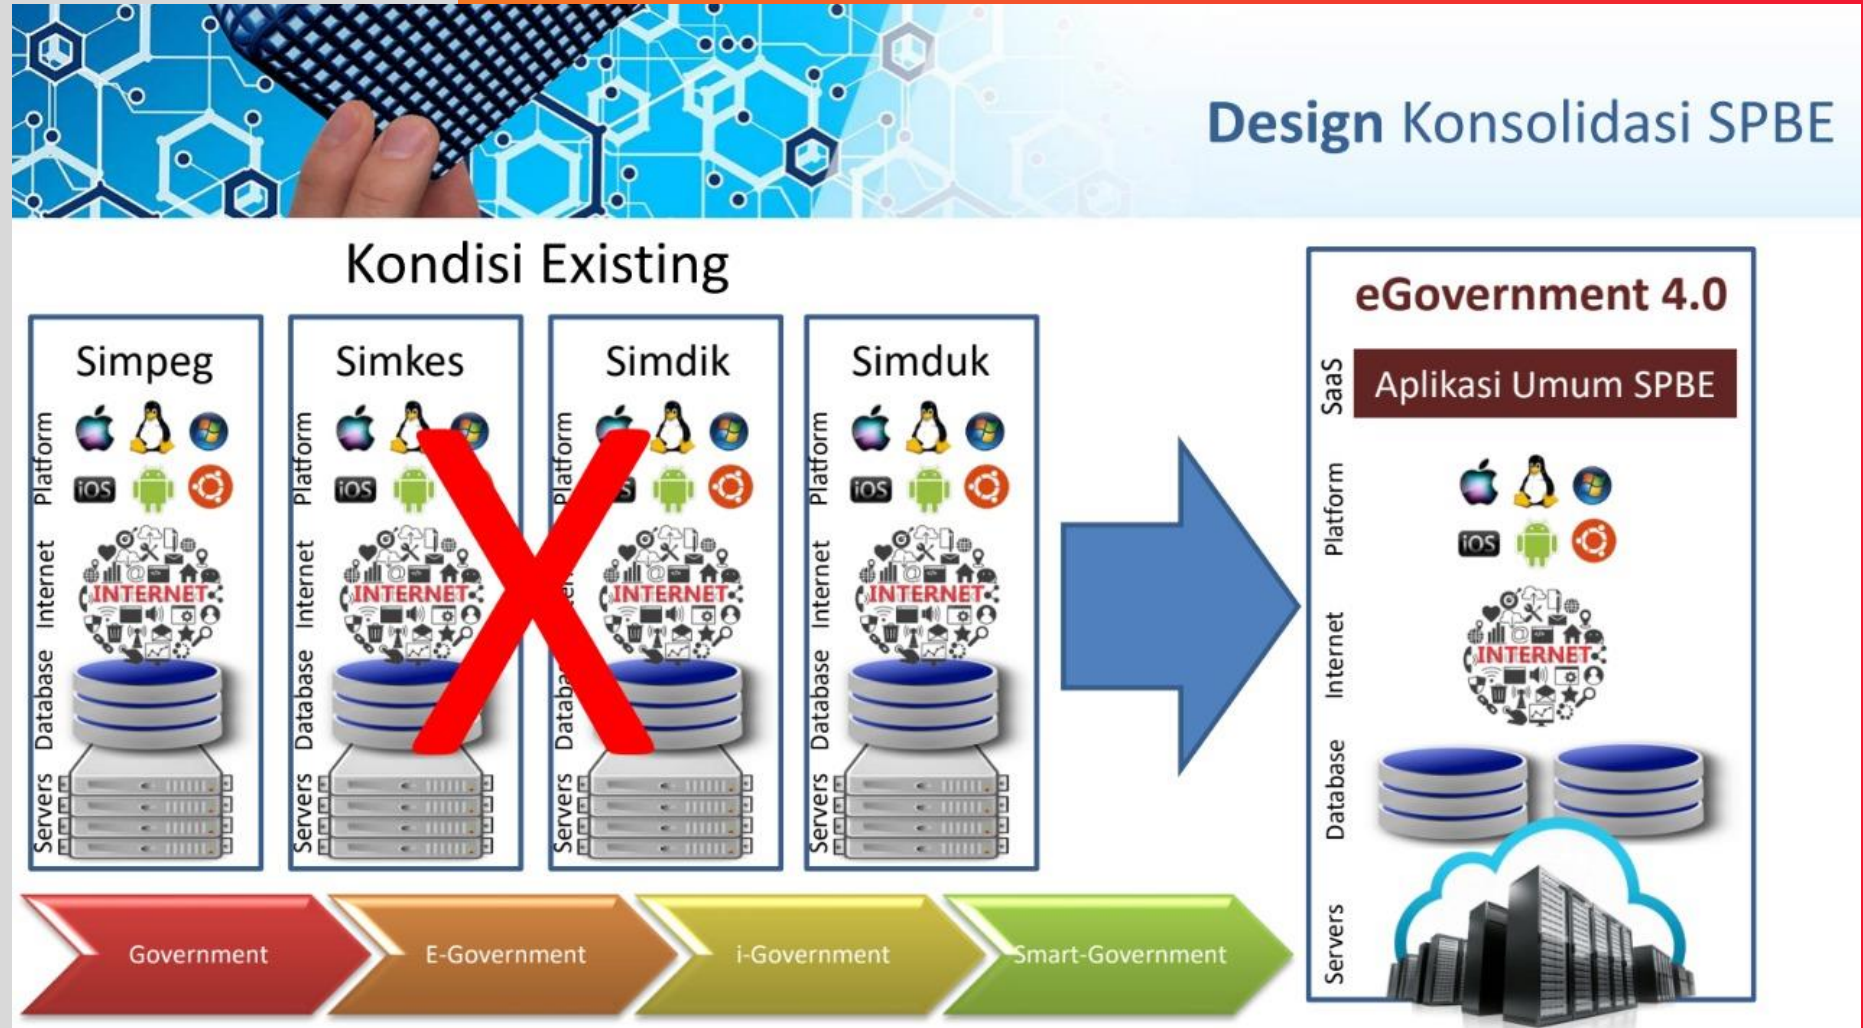 Design Konsolidasi SPBE
Kondisi Existing
Simpeg
Platform
iOS
Internet
INTERNET
Database
Servers
Simkes
Platform
iOS
Internet
INTERNET
Database
Servers
Simdik
Platform
INTERNET
Servers
Simduk
Platform
iOS
Internet
INTERNET
Database
Servers
eGovernment 4.0
SaaS
Aplikasi Umum SPBE
Platform
iOS
Internet
INTERNET
Database
Servers
Government
E-Government
i-Government
Smart-Government